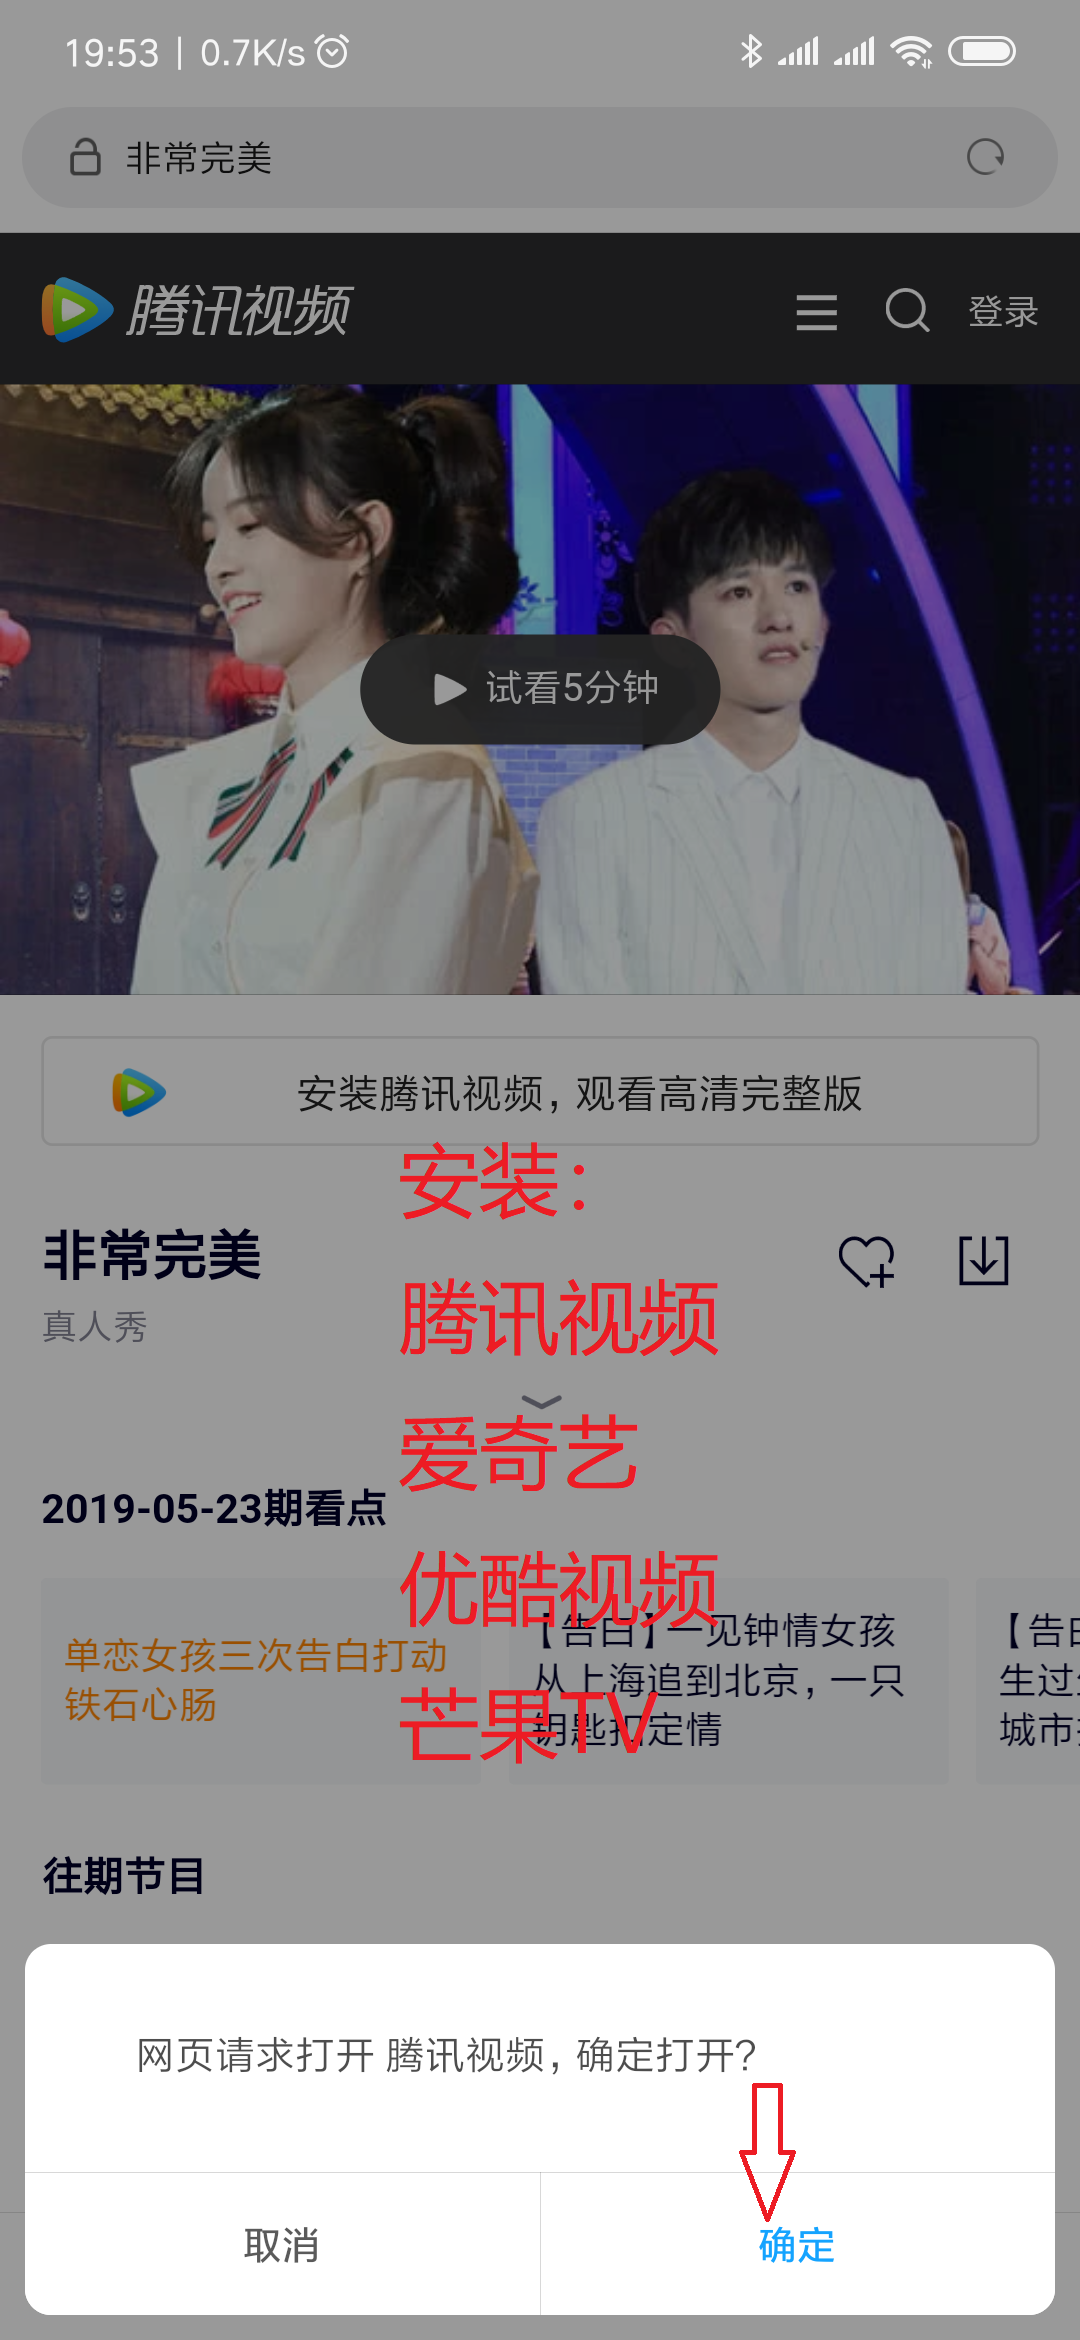 19:53 | 0.7K/s
非常完美
腾讯视频
登录
试看5分钟
安装腾讯视频，观看高清完整版
安装：
非常完美
腾讯视频
真人秀
爱奇艺
2019-05-23期看点
优酷视频
单恋女孩三次告白打动
铁石心肠
【告白】一见钟情女孩
从上海追到北京，一只
钥匙扣定情
【告白
生过
城市
芒果TV
往期节目
网页请求打开 腾讯视频，确定打开?
取消
确定